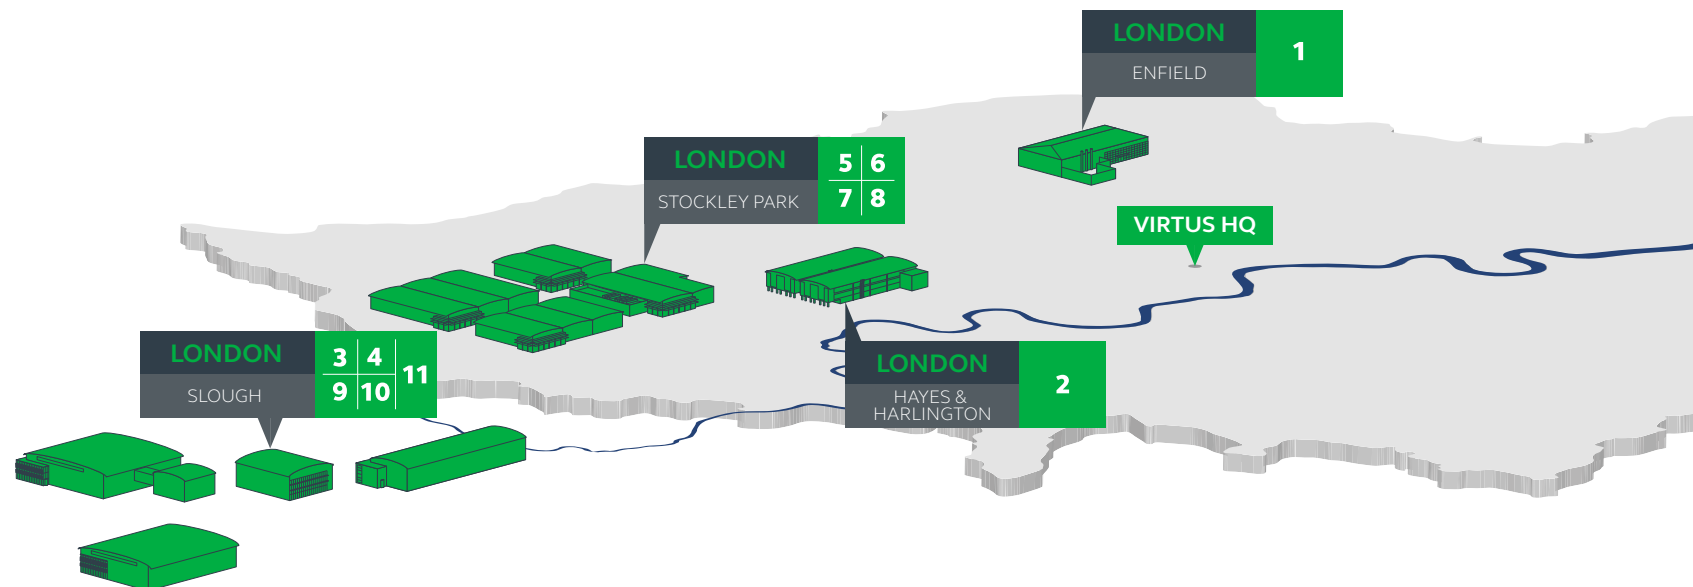 LONDON
ENFIELD
1
LONDON
STOCKLEY PARK
5 6
7 8
VIRTUS HQ
LONDON
SLOUGH
3 4
9 10
11
LONDON
HAYES &
HARLINGTON
2